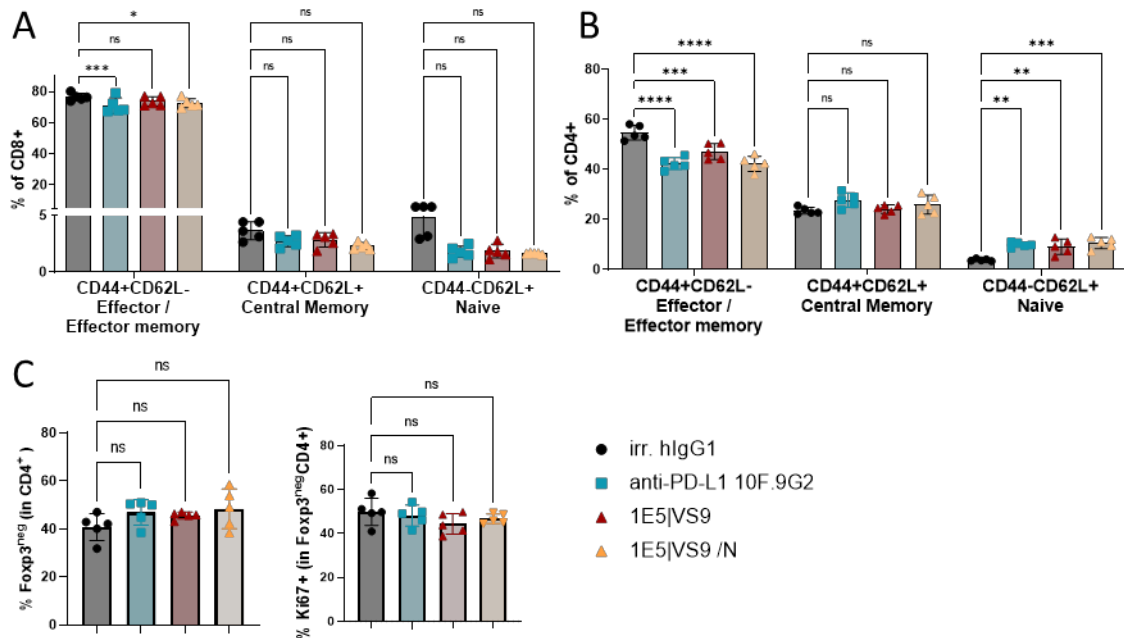 A
% of CD8+
80
60
40
20
5
0
*
ns
***
ns
ns
ns
ns
ns
ns
CD44+CD62L-
Effector /
Effector memory
CD44+CD62L+
Central Memory
CD44-CD62L+
Naive
B
% of CD4+
80
60
40
20
0
****
***
****
ns
ns
ns
***
**
**
CD44+CD62L-
Effector /
Effector memory
CD44+CD62L+
Central Memory
CD44-CD62L+
Naive
C
% Foxp3neg (in CD4+)
80
60
40
20
0
ns
ns
ns
% Ki67+ (in Foxp3negCD4+)
80
60
40
20
0
ns
ns
ns
irr. hIgG1
anti-PD-L1 10F.9G2
1E5|VS9
1E5|VS9 /N